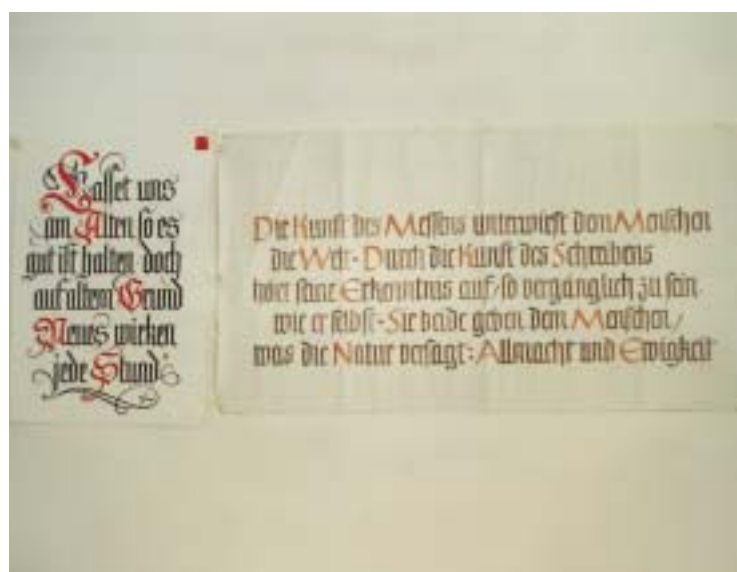 Lasset uns
am Alten so es
gut ist halten doch
auf altem Grund
Neues wirken
jede Stund
Die Kunst des Messens unterwirft dem Menschen
die Welt · Durch die Kunst des Schreibens
hört seine Erkenntnis auf, so vergänglich zu sein
wie er selbst · Sie beide geben dem Menschen/
was die Natur versagt: Allmacht und Ewigkeit